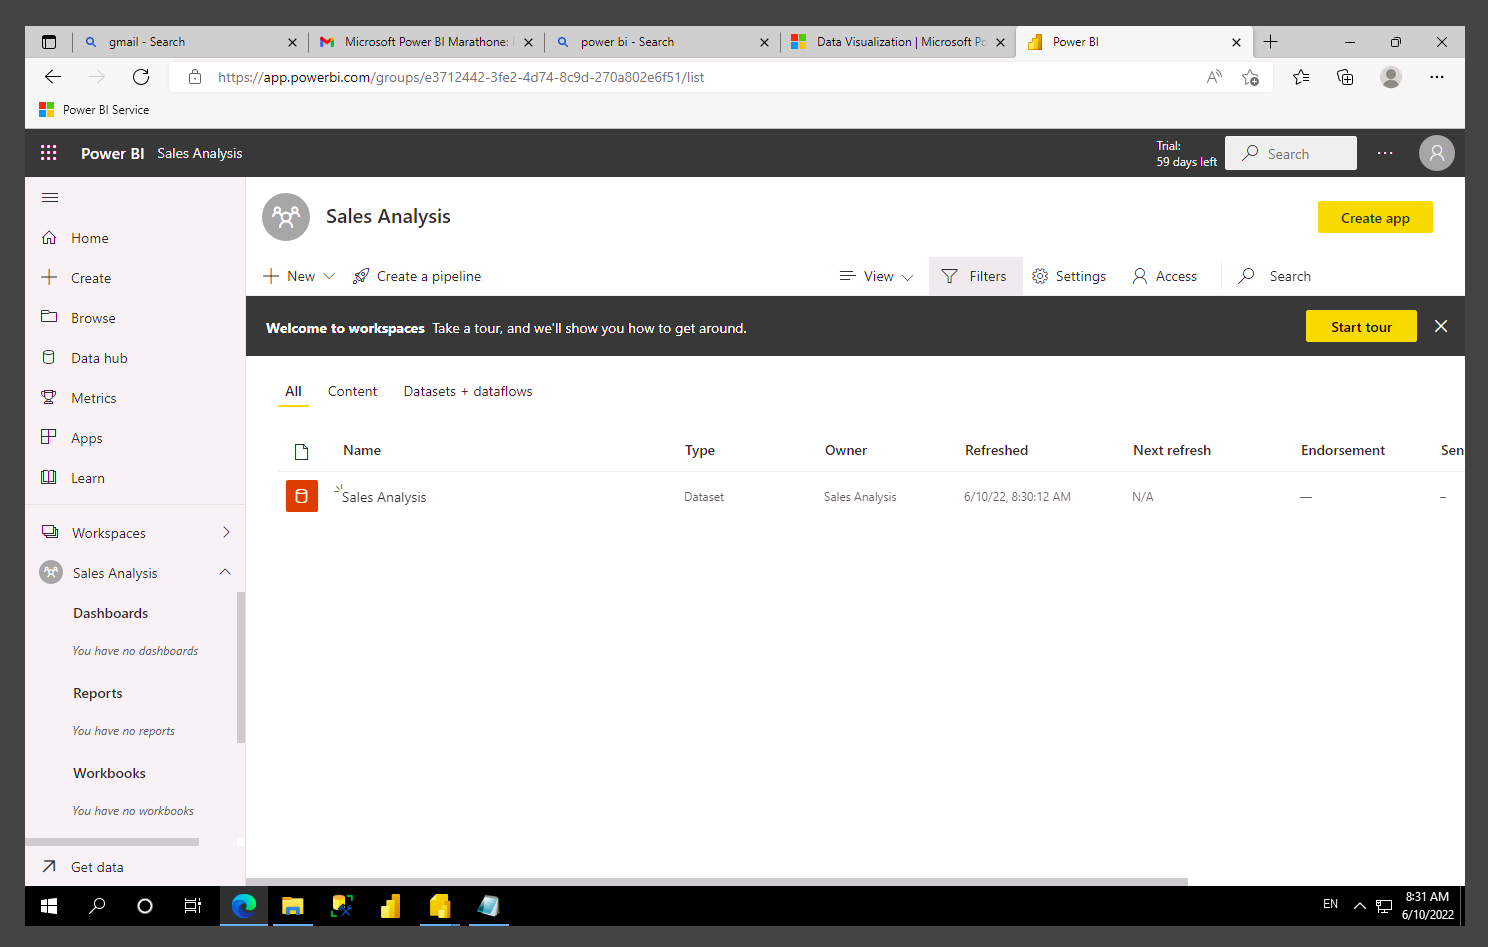 gmail - Search
Microsoft Power BI Marathone:
power bi - Search
Data Visualization | Microsoft Po
Power BI
https://app.powerbi.com/groups/e3712442-3fe2-4d74-8c9d-270a802e6f51/list
Power BI Service
Power BI Sales Analysis
Trial:
59 days left
Search
Home
Create
Browse
Data hub
Metrics
Apps
Learn
Workspaces
Sales Analysis
Dashboards
You have no dashboards
Reports
You have no reports
Workbooks
You have no workbooks
Get data
Sales Analysis
Create app
New
Create a pipeline
View
Filters
Settings
Access
Search
Welcome to workspaces Take a tour, and we'll show you how to get around.
Start tour
All Content Datasets + dataflows
Name Type Owner Refreshed Next refresh Endorsement Sen
Sales Analysis Dataset Sales Analysis 6/10/22, 8:30:12 AM N/A — –
EN
8:31 AM
6/10/2022